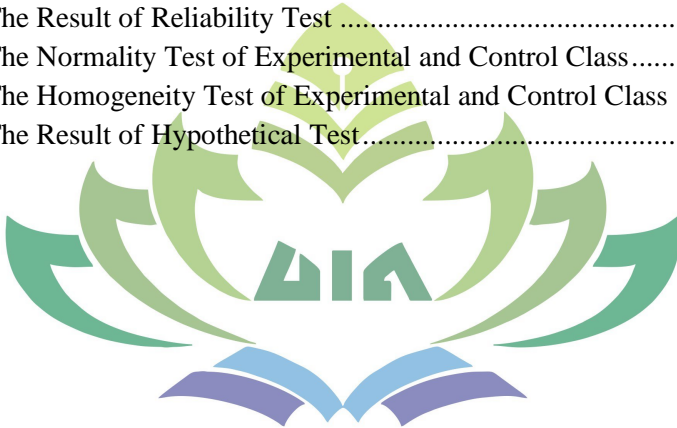 he Result of Reliability Test ............................................
he Normality Test of Experimental and Control Class......
he Homogeneity Test of Experimental and Control Class
he Result of Hypothetical Test.........................................
UIN